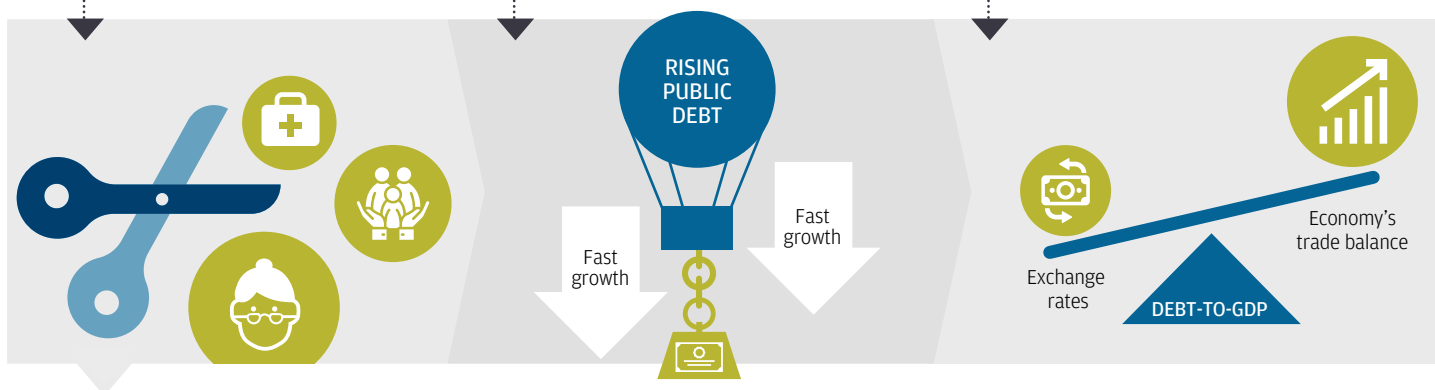 RISING
PUBLIC
DEBT
Fast
growth
Fast
growth
Exchange
rates
Economy's
trade balance
DEBT-TO-GDP